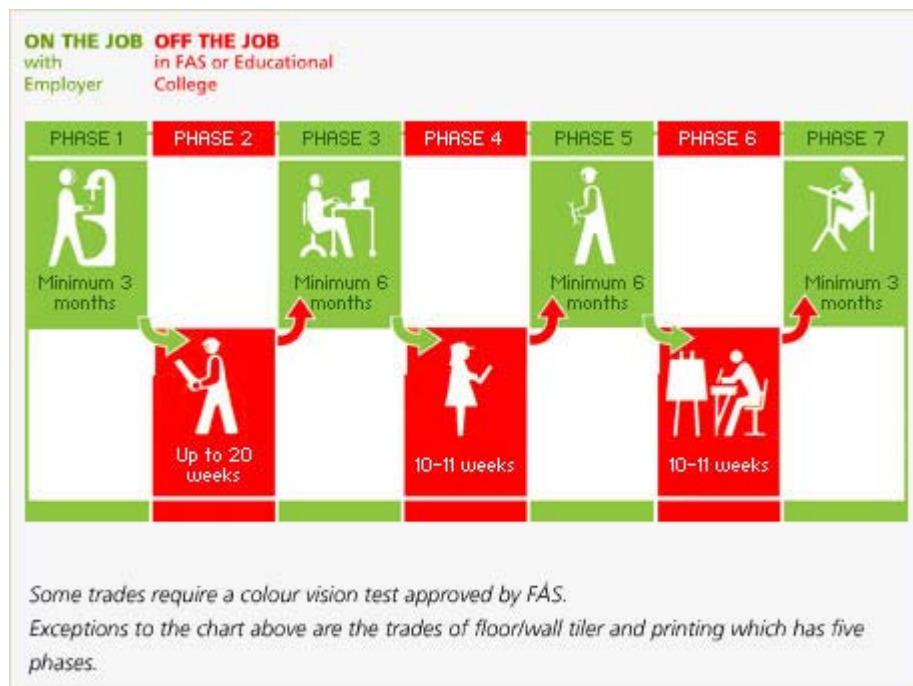 ON THE JOB
with
Employer
OFF THE JOB
in FAS or Educational
College
PHASE 1
PHASE 2
PHASE 3
PHASE 4
PHASE 5
PHASE 6
PHASE 7
Minimum 3
months
Minimum 6
months
Minimum 6
months
Minimum 3
months
Up to 20
weeks
10-11 weeks
10-11 weeks
Some trades require a colour vision test approved by FÁS.
Exceptions to the chart above are the trades of floor/wall tiler and printing which has five
phases.